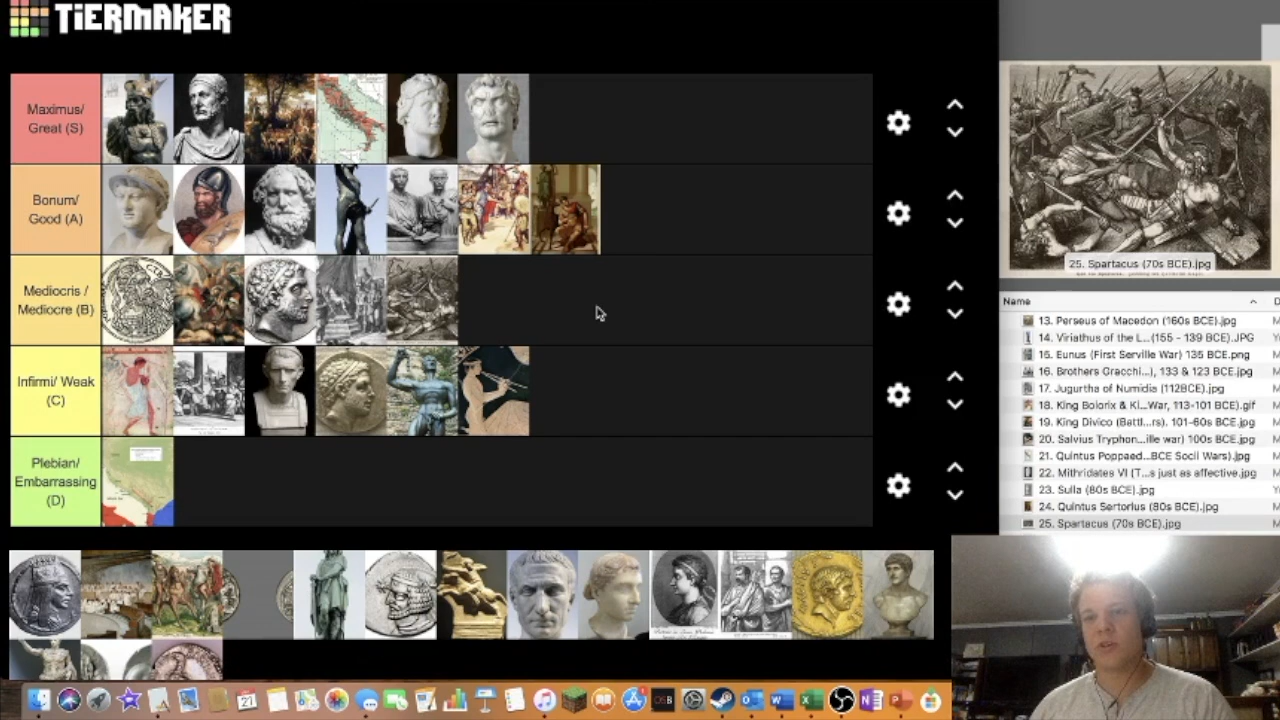 TiERMAKER
Maximus/
Great (S)
Bonum/
Good (A)
Mediocris /
Mediocre (B)
Infirmi/ Weak
(C)
Plebian/
Embarrassing
(D)
25. Spartacus (70s BCE).jpg
Name
13. Perseus of Macedon (160s BCE).jpg
14. Viriathus of the L...(155 - 139 BCE).JPG
15. Eunus (First Serville War) 135 BCE.png
16. Brothers Gracchi...), 133 & 123 BCE.jpg
17. Jugurtha of Numidia (112BCE).jpg
18. King Boiorix & Ki...War, 113-101 BCE).gif
19. King Divico (Battl...rs). 101-60s BCE.jpg
20. Salvius Tryphon...ille war) 100s BCE.jpg
21. Quintus Poppaed...BCE Socii Wars).jpg
22. Mithridates VI (T...s just as affective.jpg
23. Sulla (80s BCE).jpg
24. Quintus Sertorius (80s BCE).jpg
25. Spartacus (70s BCE).jpg